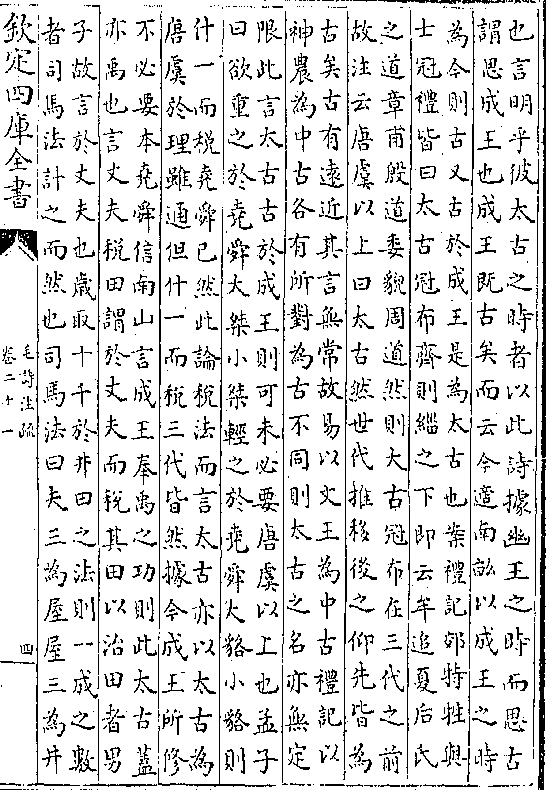 也言明乎彼太古之時者以此詩據幽王之時而思古
謂思成王也成王既古矣而云今適南畝以成王之時
為今則古又古於成王是為太古也案禮記郊特牲與
士冠禮皆曰太古冠布齊則緇之下即云牟追夏后氏
之道章甫殷道委貌周道然則大古冠布在三代之前
故注云唐虞以上曰太古然世代推移後之仰先皆為
古矣古有遠近其言無常故易以文王為中古禮記以
神農為中古各有所對為古不同則太古之名亦無定
限此言太古古於成王則可未必要唐虞以上也孟子
曰欲重之於堯舜大桀小桀輕之於堯舜大貉小貉則
什一而稅堯舜已然此論稅法而言太古亦以太古為
唐虞於理雖通但什一而稅三代皆然據今成王所修
不必要本堯舜信南山言成王奉禹之功則此太古蓋
亦禹也言丈夫稅田謂於丈夫而稅其田以治田者男
子故言於丈夫也歲取十千於井田之法則一成之數
者司馬法計之而然也司馬法曰夫三為屋屋三為井
欽定四庫全書
毛詩注疏
卷二十一
四